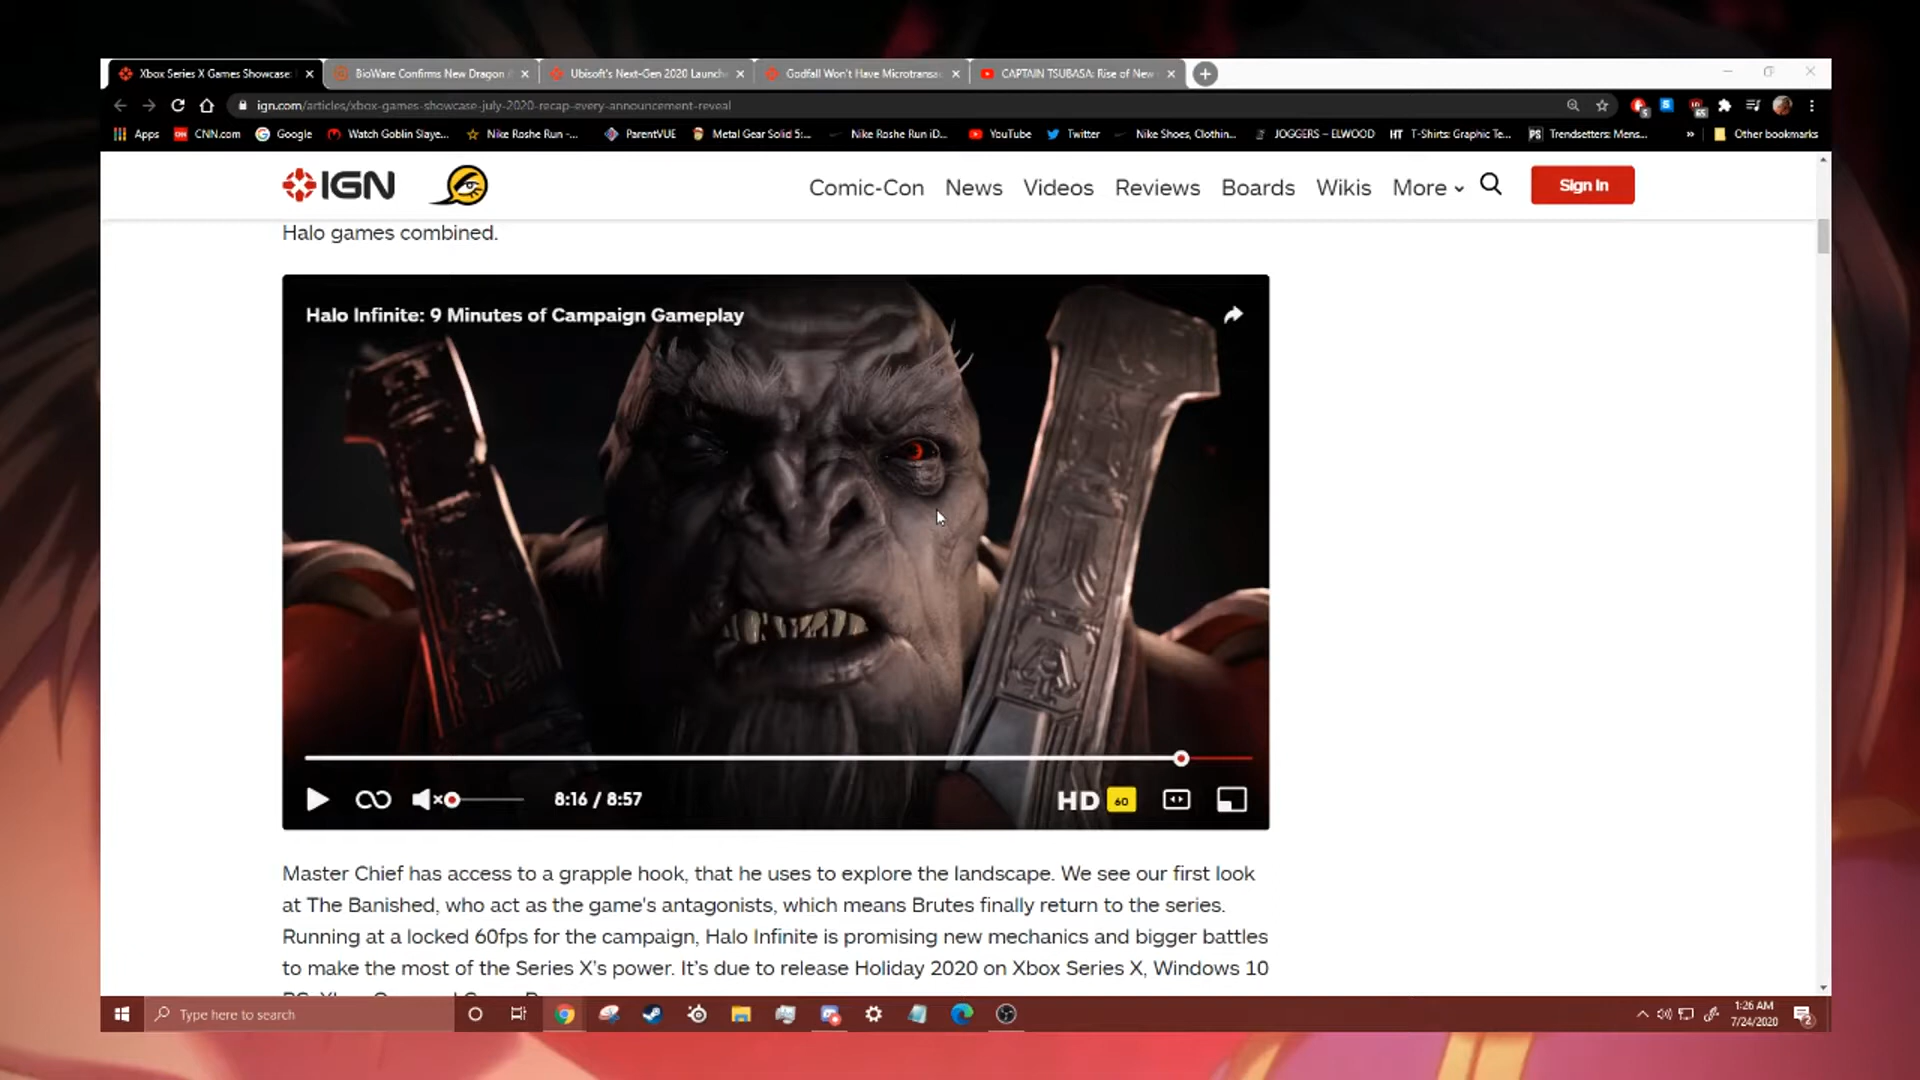 Xbox Series X Games Showcase:
BioWare Confirms New Dragon
Ubisoft's Next-Gen 2020 Launch
Godfall Won't Have Microtransa
CAPTAIN TSUBASA: Rise of New
ign.com/articles/xbox-games-showcase-july-2020-recap-every-announcement-reveal
Apps
CNN.com
Google
Watch Goblin Slaye...
Nike Roshe Run -...
ParentVUE
Metal Gear Solid 5:...
Nike Roshe Run iD...
YouTube
Twitter
Nike Shoes, Clothin...
JOGGERS – ELWOOD
HT T-Shirts: Graphic Te...
PS Trendsetters: Mens...
»
Other bookmarks
IGN
Comic-Con
News
Videos
Reviews
Boards
Wikis
More
Sign In
Halo games combined.
Halo Infinite: 9 Minutes of Campaign Gameplay
8:16 / 8:57
HD 60
Master Chief has access to a grapple hook, that he uses to explore the landscape. We see our first look
at The Banished, who act as the game's antagonists, which means Brutes finally return to the series.
Running at a locked 60fps for the campaign, Halo Infinite is promising new mechanics and bigger battles
to make the most of the Series X's power. It's due to release Holiday 2020 on Xbox Series X, Windows 10
Type here to search
1:26 AM
7/24/2020
2